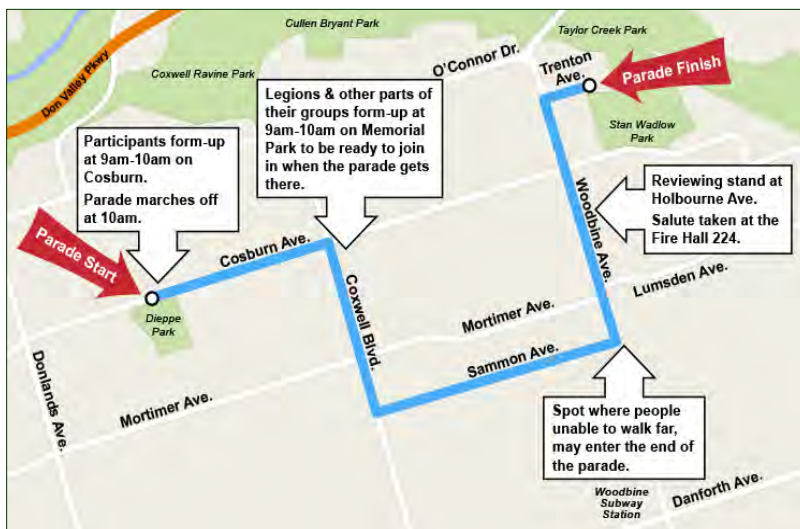 Cullen Bryant Park
Taylor Creek Park
Don Valley Pkwy
Coxwell Ravine Park
O'Connor Dr.
Trenton
Ave.
Parade Finish
Stan Wadlow
Park
Participants form-up
at 9am-10am on
Cosburn.
Parade marches off
at 10am.
Legions & other parts of
their groups form-up at
9am-10am on Memorial
Park to be ready to join
in when the parade gets
there.
Reviewing stand at
Holbourne Ave.
Salute taken at the
Fire Hall 224.
Parade Start
Cosburn Ave.
Woodbine Ave.
Lumsden Ave.
Dieppe
Park
Coxwell Blvd.
Mortimer Ave.
Sammon Ave.
Donlands Ave.
Mortimer Ave.
Spot where people
unable to walk far,
may enter the end of
the parade.
Woodbine
Subway
Station
Danforth Ave.